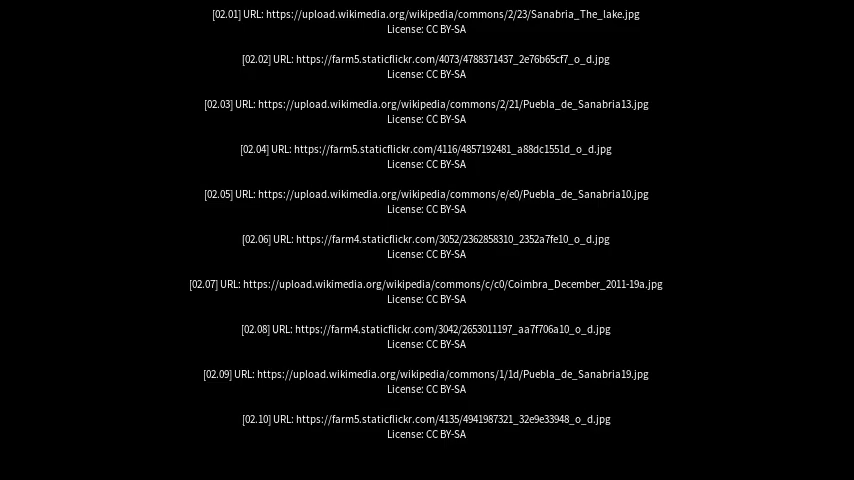 [02.01] URL: https://upload.wikimedia.org/wikipedia/commons/2/23/Sanabria_The_lake.jpg
License: CC BY-SA
[02.02] URL: https://farm5.staticflickr.com/4073/4788371437_2e76b65cf7_o_d.jpg
License: CC BY-SA
[02.03] URL: https://upload.wikimedia.org/wikipedia/commons/2/21/Puebla_de_Sanabria13.jpg
License: CC BY-SA
[02.04] URL: https://farm5.staticflickr.com/4116/4857192481_a88dc1551d_o_d.jpg
License: CC BY-SA
[02.05] URL: https://upload.wikimedia.org/wikipedia/commons/e/e0/Puebla_de_Sanabria10.jpg
License: CC BY-SA
[02.06] URL: https://farm4.staticflickr.com/3052/2362858310_2352a7fe10_o_d.jpg
License: CC BY-SA
[02.07] URL: https://upload.wikimedia.org/wikipedia/commons/c/c0/Coimbra_December_2011-19a.jpg
License: CC BY-SA
[02.08] URL: https://farm4.staticflickr.com/3042/2653011197_aa7f706a10_o_d.jpg
License: CC BY-SA
[02.09] URL: https://upload.wikimedia.org/wikipedia/commons/1/1d/Puebla_de_Sanabria19.jpg
License: CC BY-SA
[02.10] URL: https://farm5.staticflickr.com/4135/4941987321_32e9e33948_o_d.jpg
License: CC BY-SA